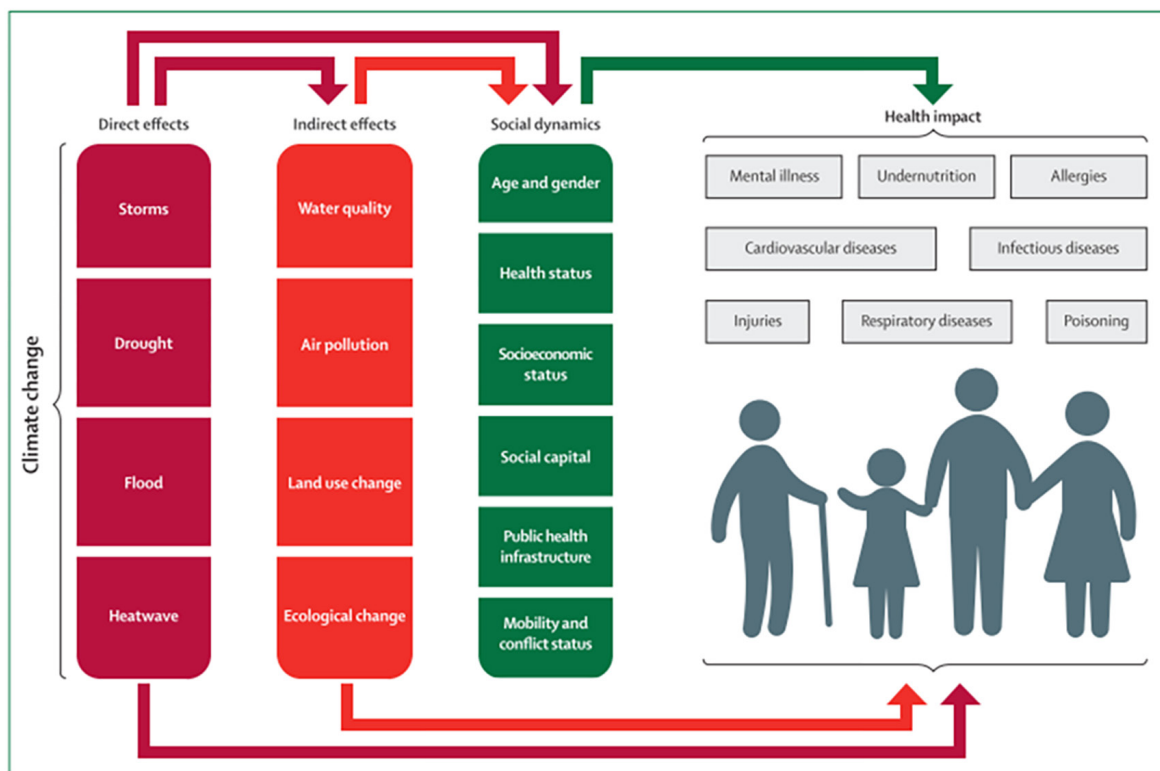 Direct effects
Indirect effects
Social dynamics
Health impact
Climate change
Storms
Drought
Flood
Heatwave
Water quality
Air pollution
Land use change
Ecological change
Age and gender
Health status
Socioeconomic
status
Social capital
Public health
infrastructure
Mobility and
conflict status
Mental illness
Undernutrition
Allergies
Cardiovascular diseases
Infectious diseases
Injuries
Respiratory diseases
Poisoning